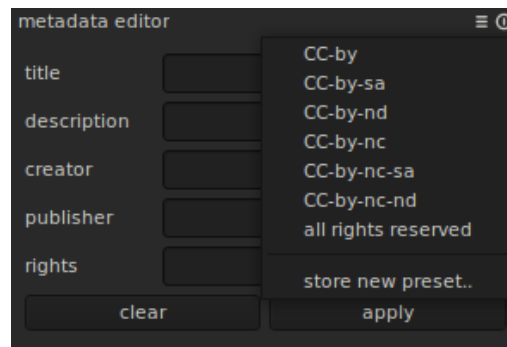 metadata editor
title
description
creator
publisher
rights
clear
apply
CC-by
CC-by-sa
CC-by-nd
CC-by-nc
CC-by-nc-sa
CC-by-nc-nd
all rights reserved
store new preset..